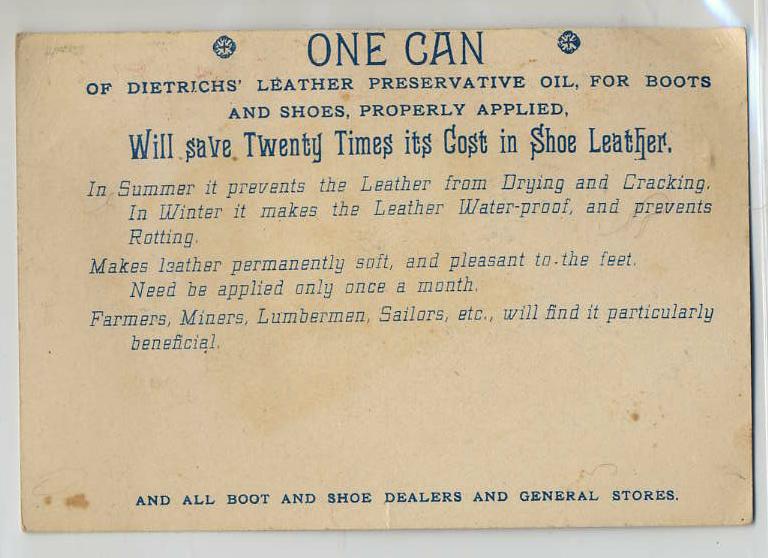 ONE CAN
OF DIETRICHS' LEATHER PRESERVATIVE OIL, FOR BOOTS
AND SHOES, PROPERLY APPLIED,
Will save Twenty Times its Cost in Shoe Leather.
In Summer it prevents the Leather from Drying and Cracking.
In Winter it makes the Leather Water-proof, and prevents
Rotting.
Makes leather permanently soft, and pleasant to the feet.
Need be applied only once a month.
Farmers, Miners, Lumbermen, Sailors, etc., will find it particularly
beneficial.
AND ALL BOOT AND SHOE DEALERS AND GENERAL STORES.